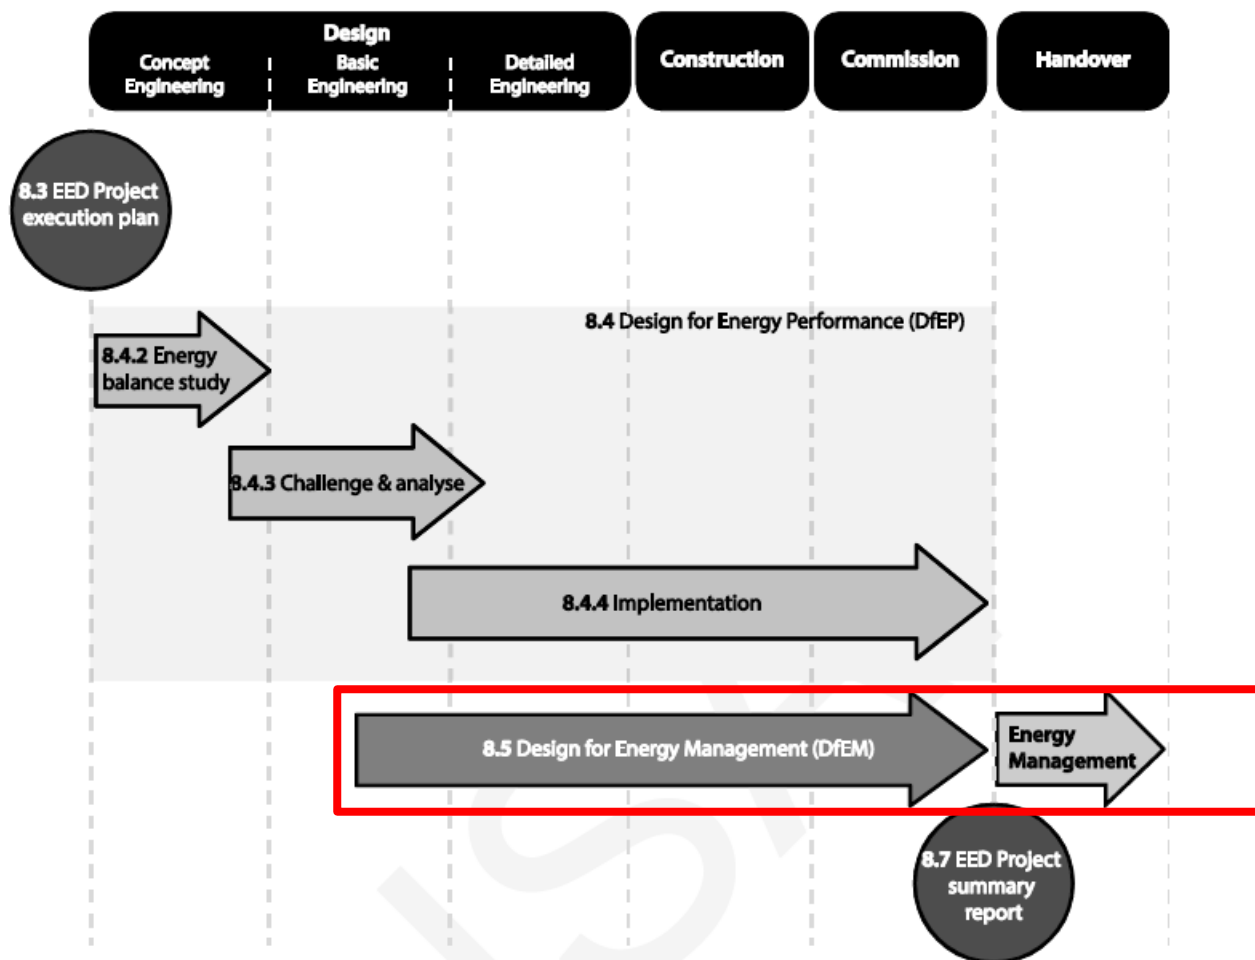 Design
Concept
Engineering
Basic
Engineering
Detailed
Engineering
Construction
Commission
Handover
8.3 EED Project
execution plan
8.4 Design for Energy Performance (DfEP)
8.4.2 Energy
balance study
8.4.3 Challenge & analyse
8.4.4 Implementation
8.5 Design for Energy Management (DfEM)
Energy
Management
8.7 EED Project
summary
report